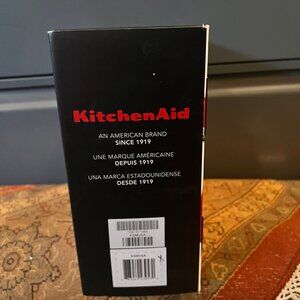 KitchenAid
AN AMERICAN BRAND
SINCE 1919
UNE MARQUE AMÉRICAINE
DEPUIS 1919
UNA MARCA ESTADOUNIDENSE
DESDE 1919